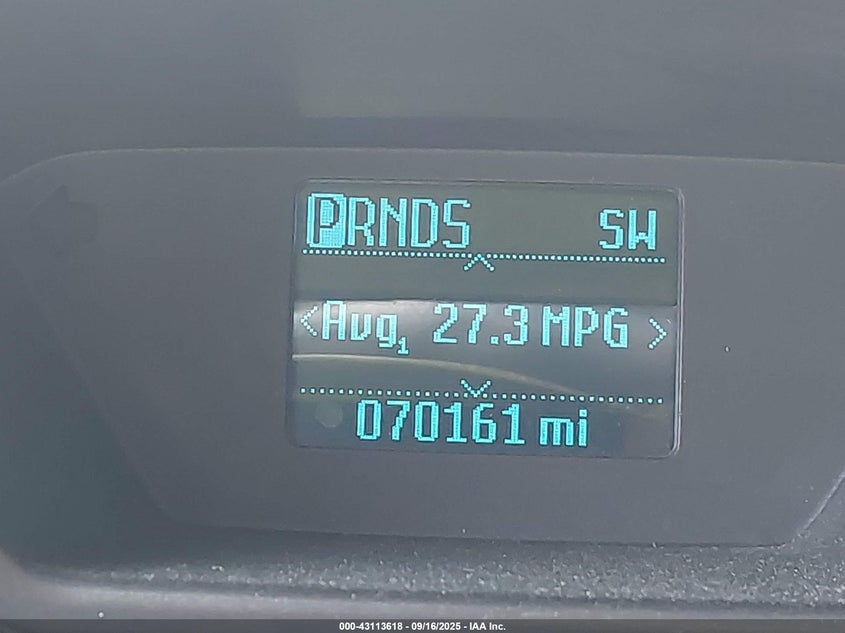 PRNDS SW
<Avg1 27.3 MPG>
070161 mi
000-43113618 - 09/16/2025 - IAA Inc.